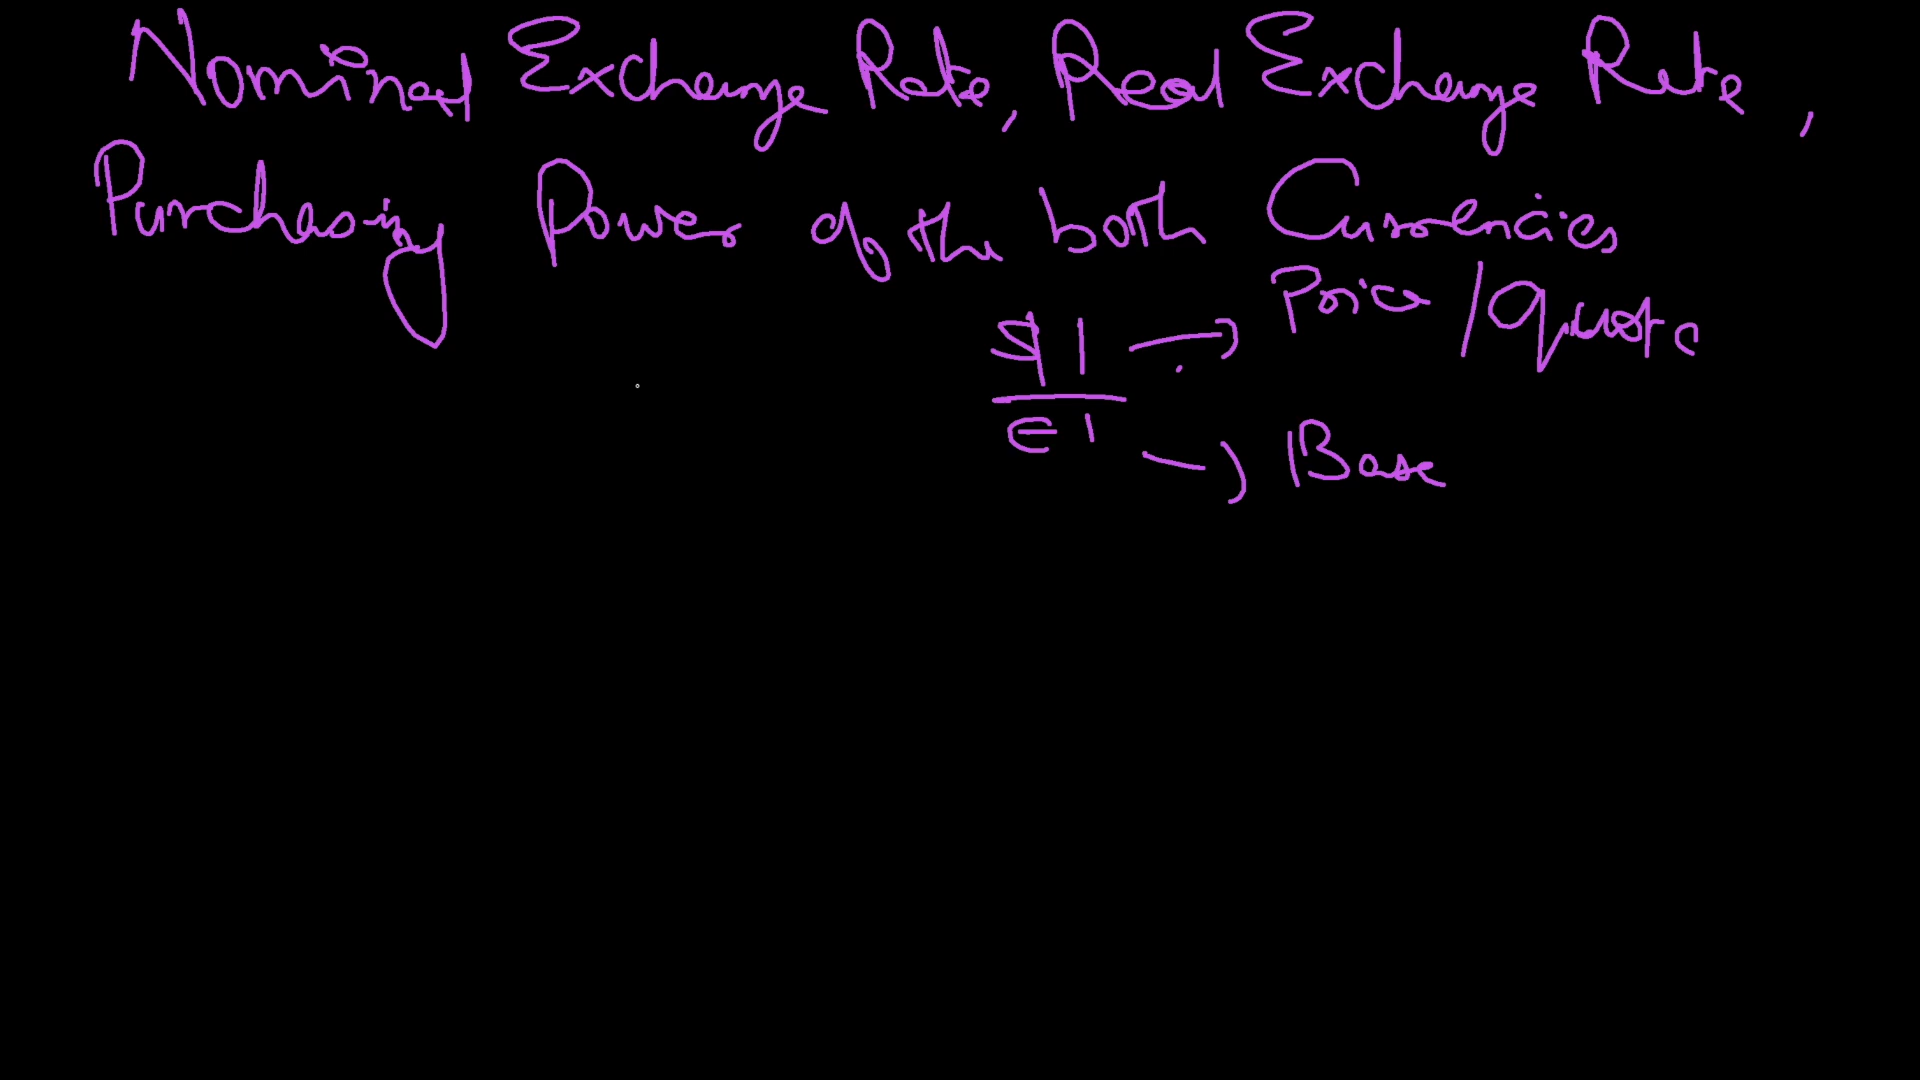 Nominal Exchange Rate, Real Exchange Rate,
Purchasing Power of the both Currencies
$1 → Price / Quote
€1 → Base